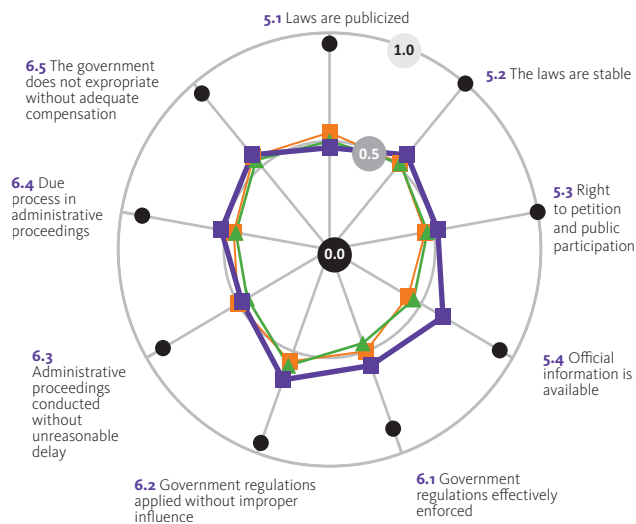 5.1 Laws are publicized
1.0
5.2 The laws are stable
0.5
5.3 Right
to petition
and public
participation
0.0
5.4 Official
information is
available
6.1 Government
regulations effectively
enforced
6.2 Government regulations
applied without improper
influence
6.3
Administrative
proceedings
conducted
without
unreasonable
delay
6.4 Due
process in
administrative
proceedings
6.5 The government
does not expropriate
without adequate
compensation